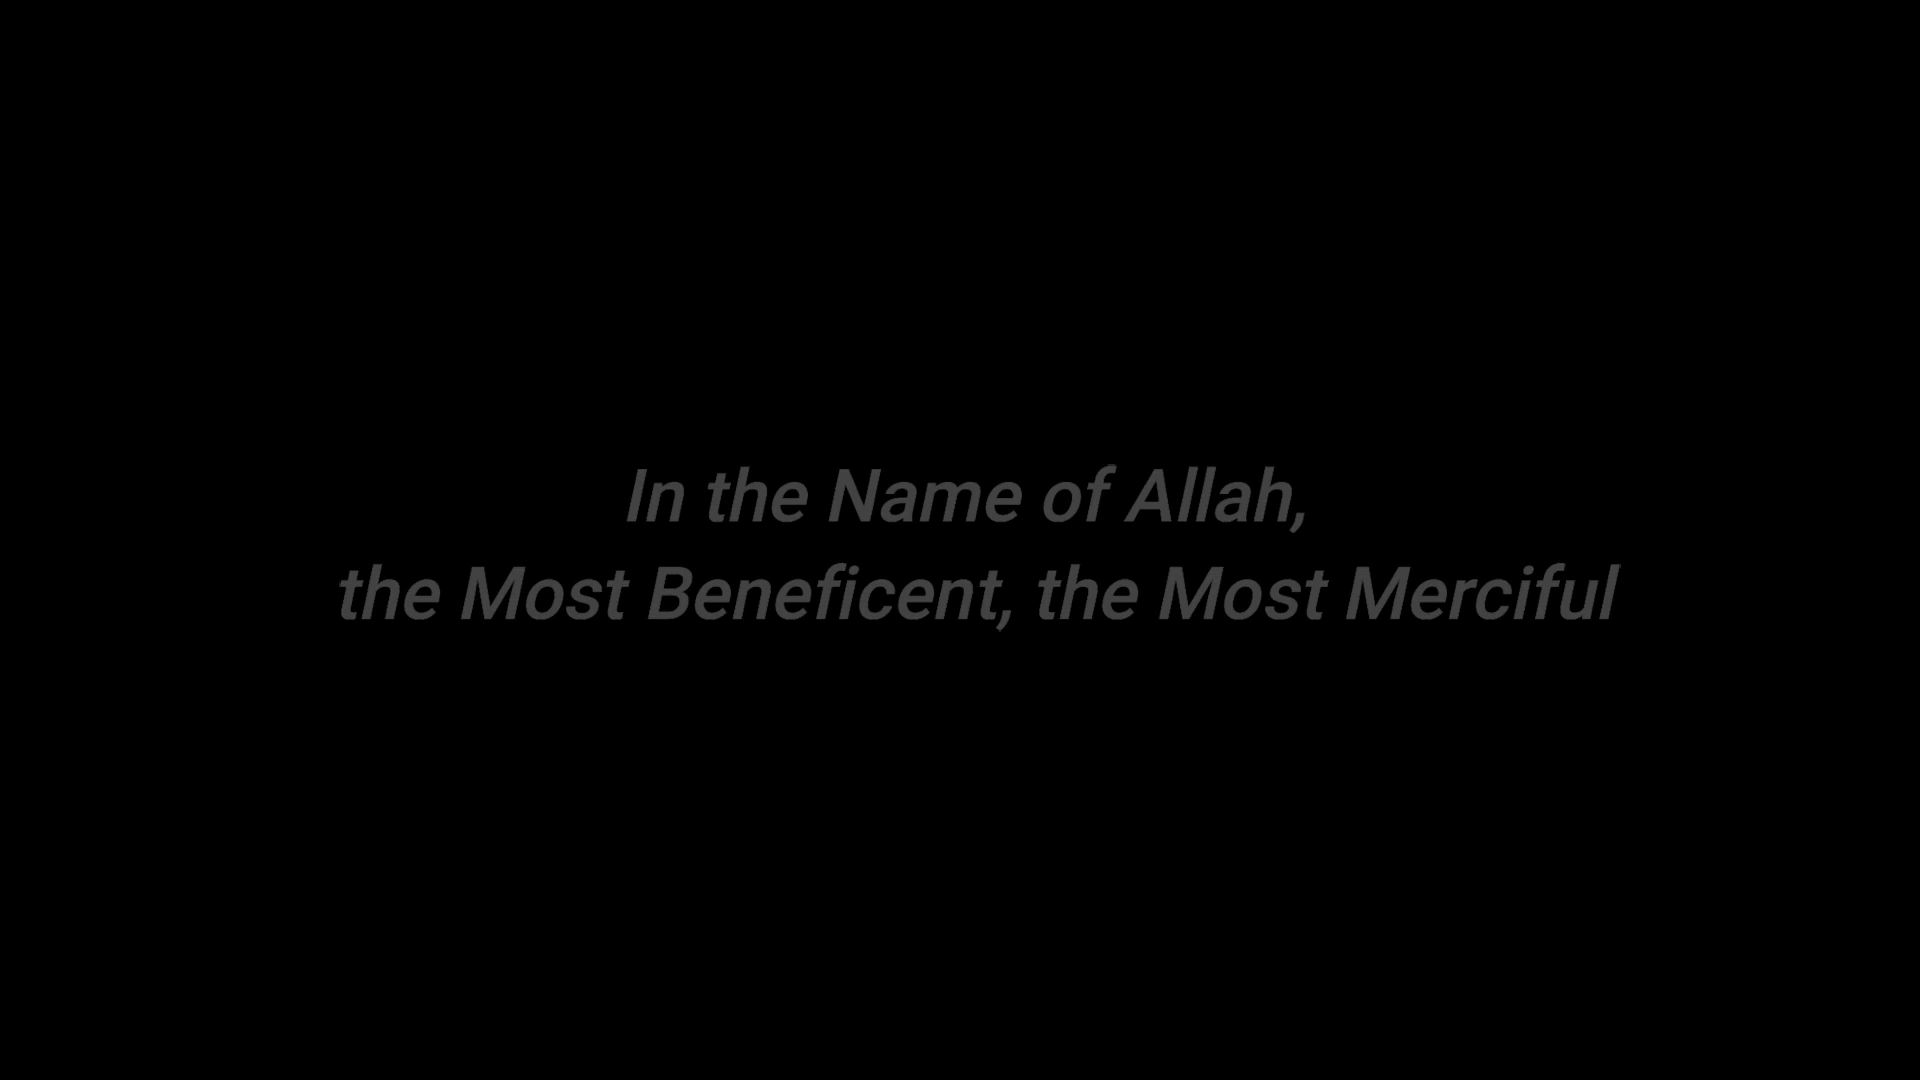 In the Name of Allah,
the Most Beneficent, the Most Merciful